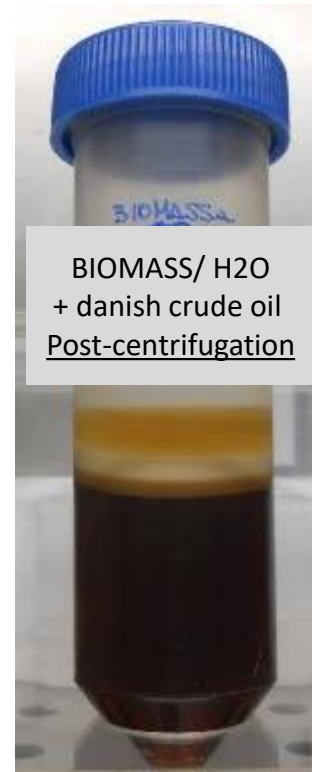 BIOMASSa
BIOMASS/ H2O
+ danish crude oil
Post-centrifugation